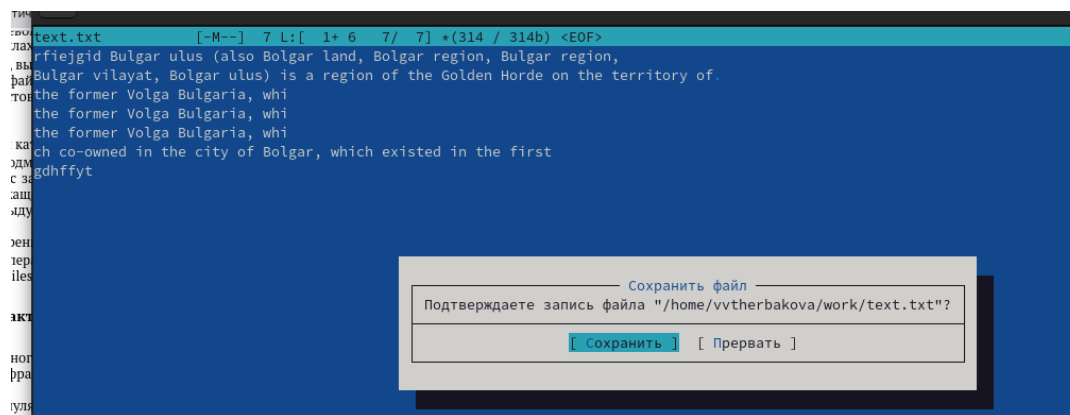 text.txt [-M--] 7 L:[ 1+ 6 7/ 7] *(314 / 314b) <EOF>
rfiejgid Bulgar ulus (also Bolgar land, Bolgar region, Bulgar region,
Bulgar vilayat, Bolgar ulus) is a region of the Golden Horde on the territory of.
the former Volga Bulgaria, whi
the former Volga Bulgaria, whi
the former Volga Bulgaria, whi
ch co-owned in the city of Bolgar, which existed in the first
gdhffyt
Сохранить файл
Подтверждаете запись файла "/home/vvtherbakova/work/text.txt"?
[ Сохранить ] [ Прервать ]